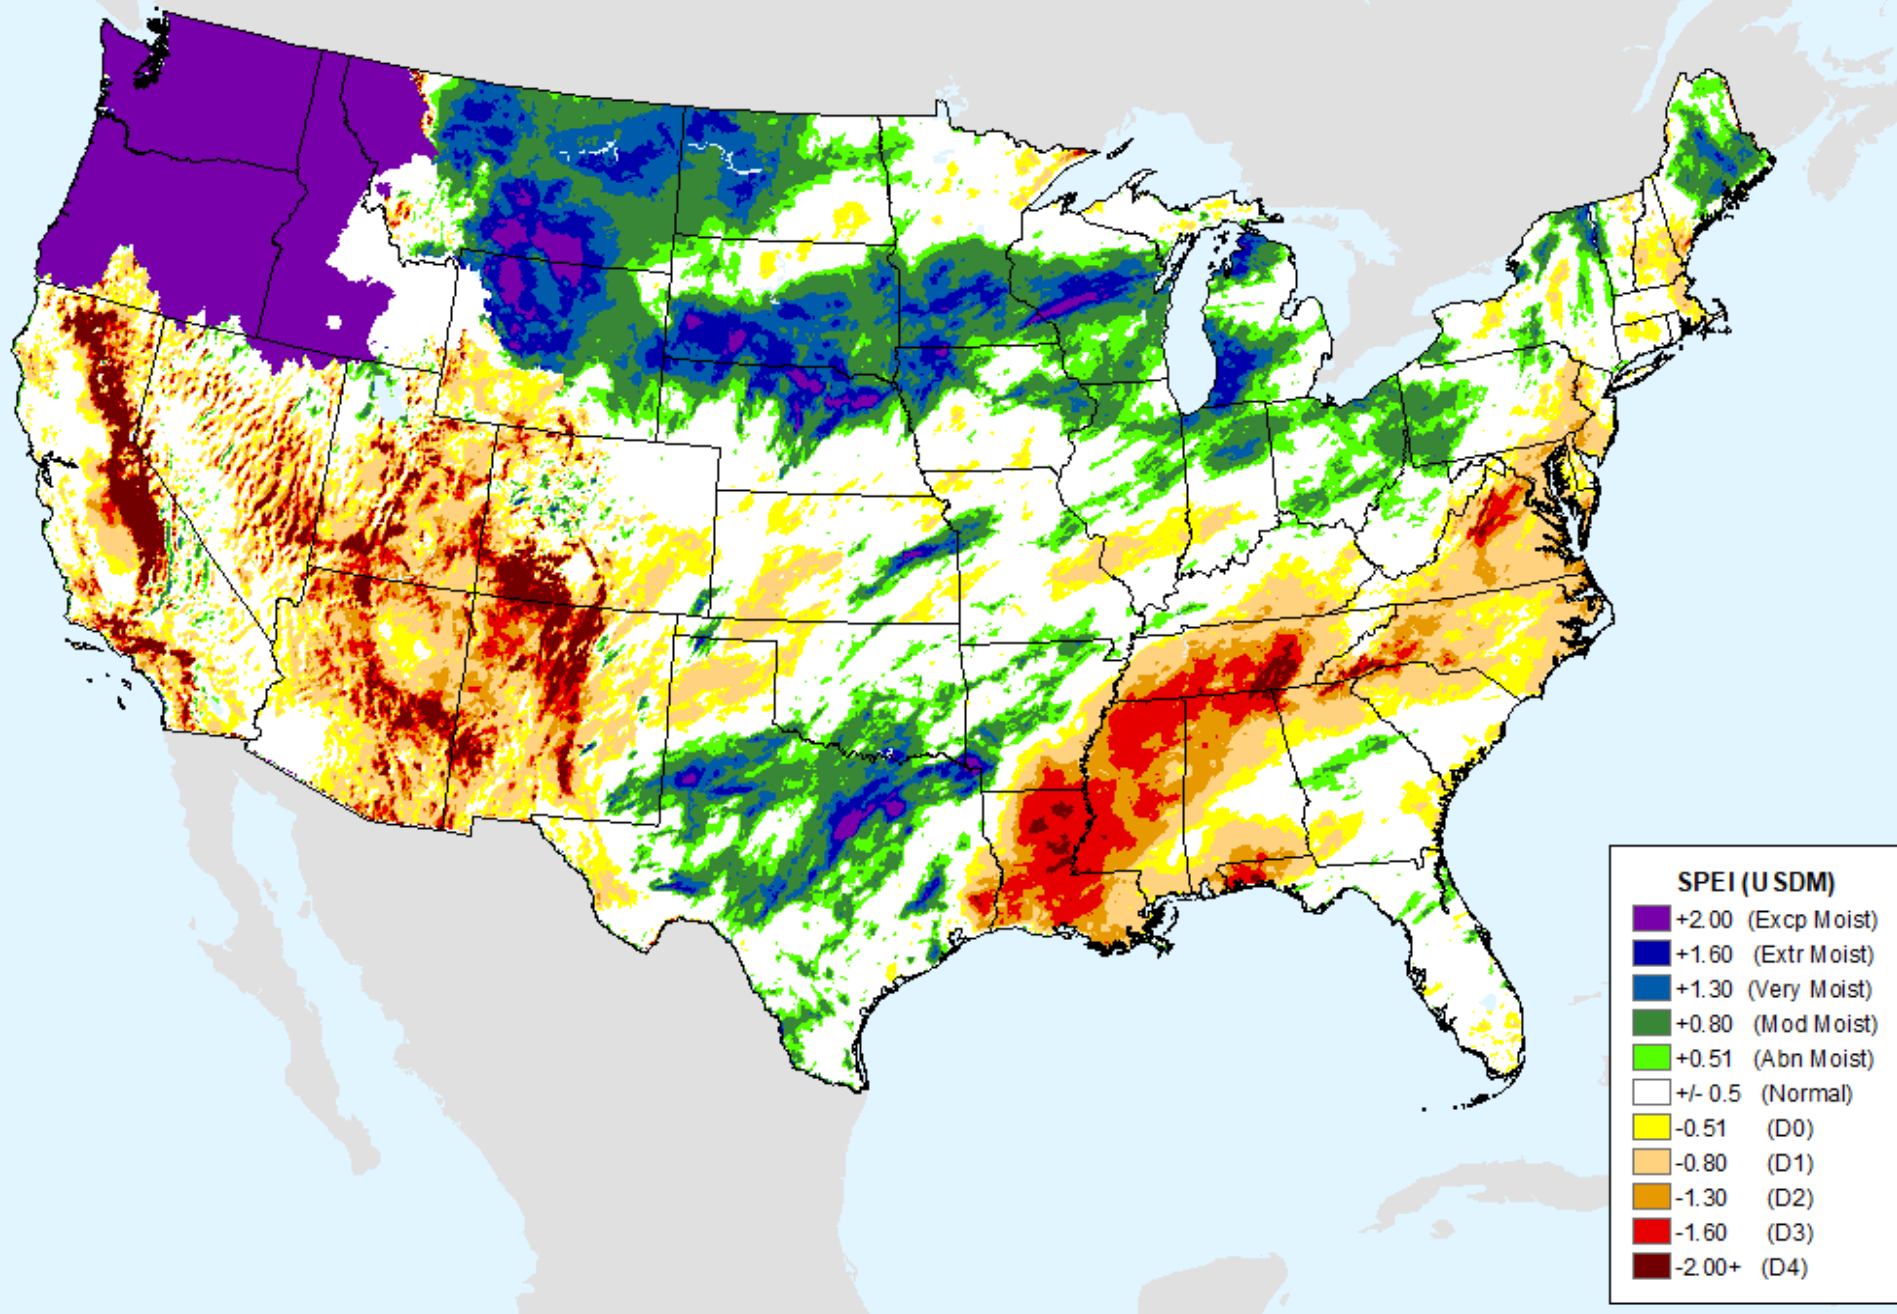 SPEI (USDM)
+2.00 (Excp Moist)
+1.60 (Extr Moist)
+1.30 (Very Moist)
+0.80 (Mod Moist)
+0.51 (Abn Moist)
+/- 0.5 (Normal)
-0.51 (D0)
-0.80 (D1)
-1.30 (D2)
-1.60 (D3)
-2.00+ (D4)